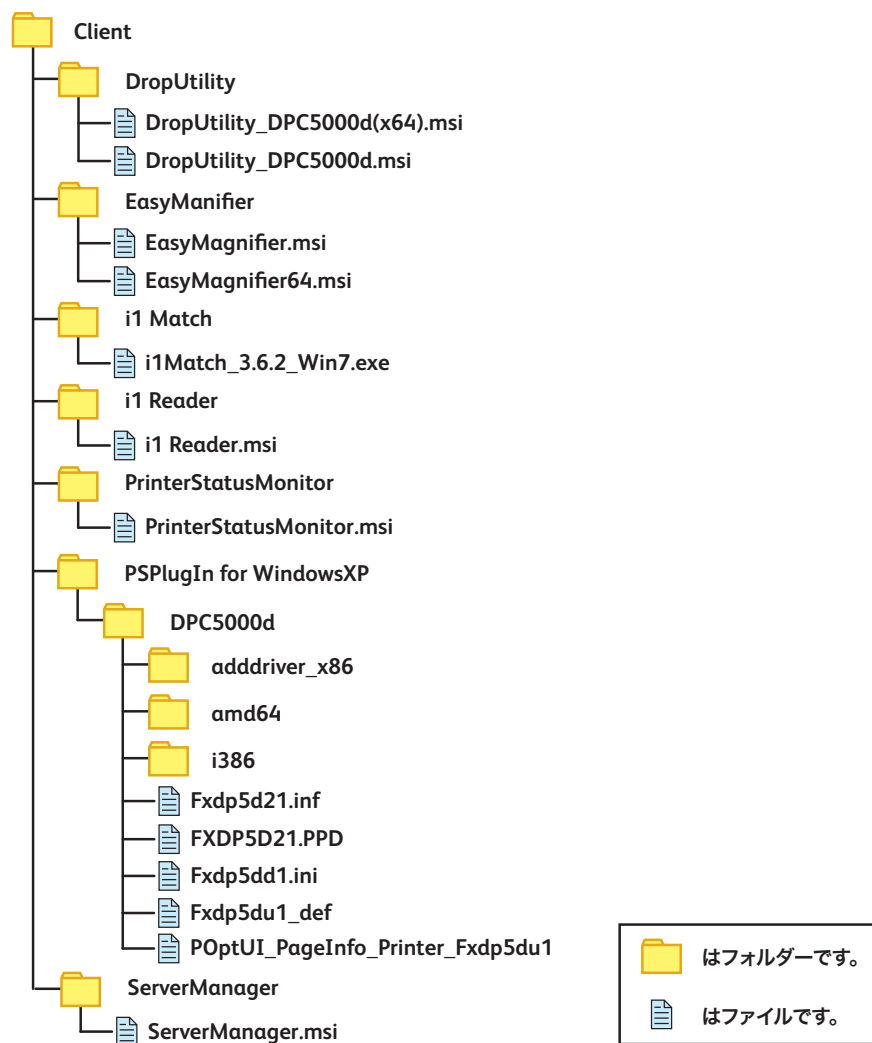 Client
DropUtility
DropUtility_DPC5000d(x64).msi
DropUtility_DPC5000d.msi
EasyManifier
EasyMagnifier.msi
EasyMagnifier64.msi
i1 Match
i1Match_3.6.2_Win7.exe
i1 Reader
i1 Reader.msi
PrinterStatusMonitor
PrinterStatusMonitor.msi
PSPlugIn for WindowsXP
DPC5000d
adddriver_x86
amd64
i386
Fxdp5d21.inf
FXDP5D21.PPD
Fxdp5dd1.ini
Fxdp5du1_def
POptUI_PageInfo_Printer_Fxdp5du1
ServerManager
ServerManager.msi
はフォルダーです。
はファイルです。